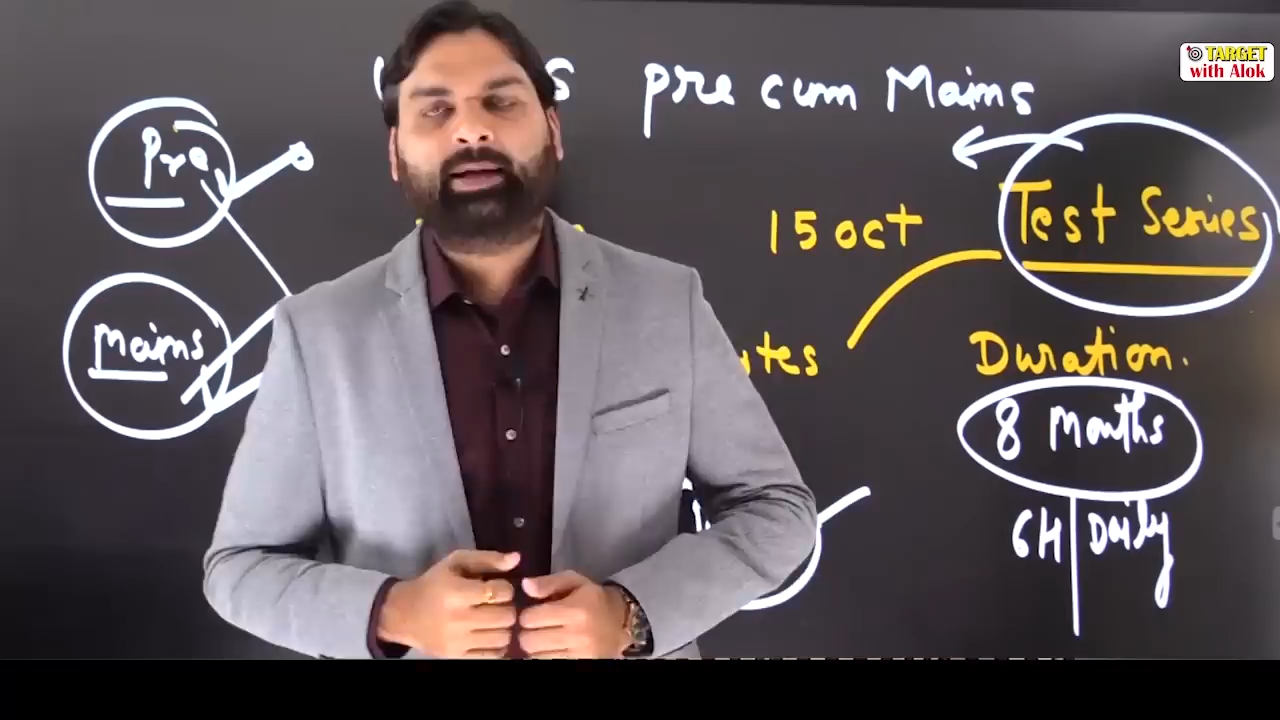 TARGET
with Alok
pre cum Mains
Pre
Test Series
15 oct
Mains
Duration.
8 Months
6H Daily